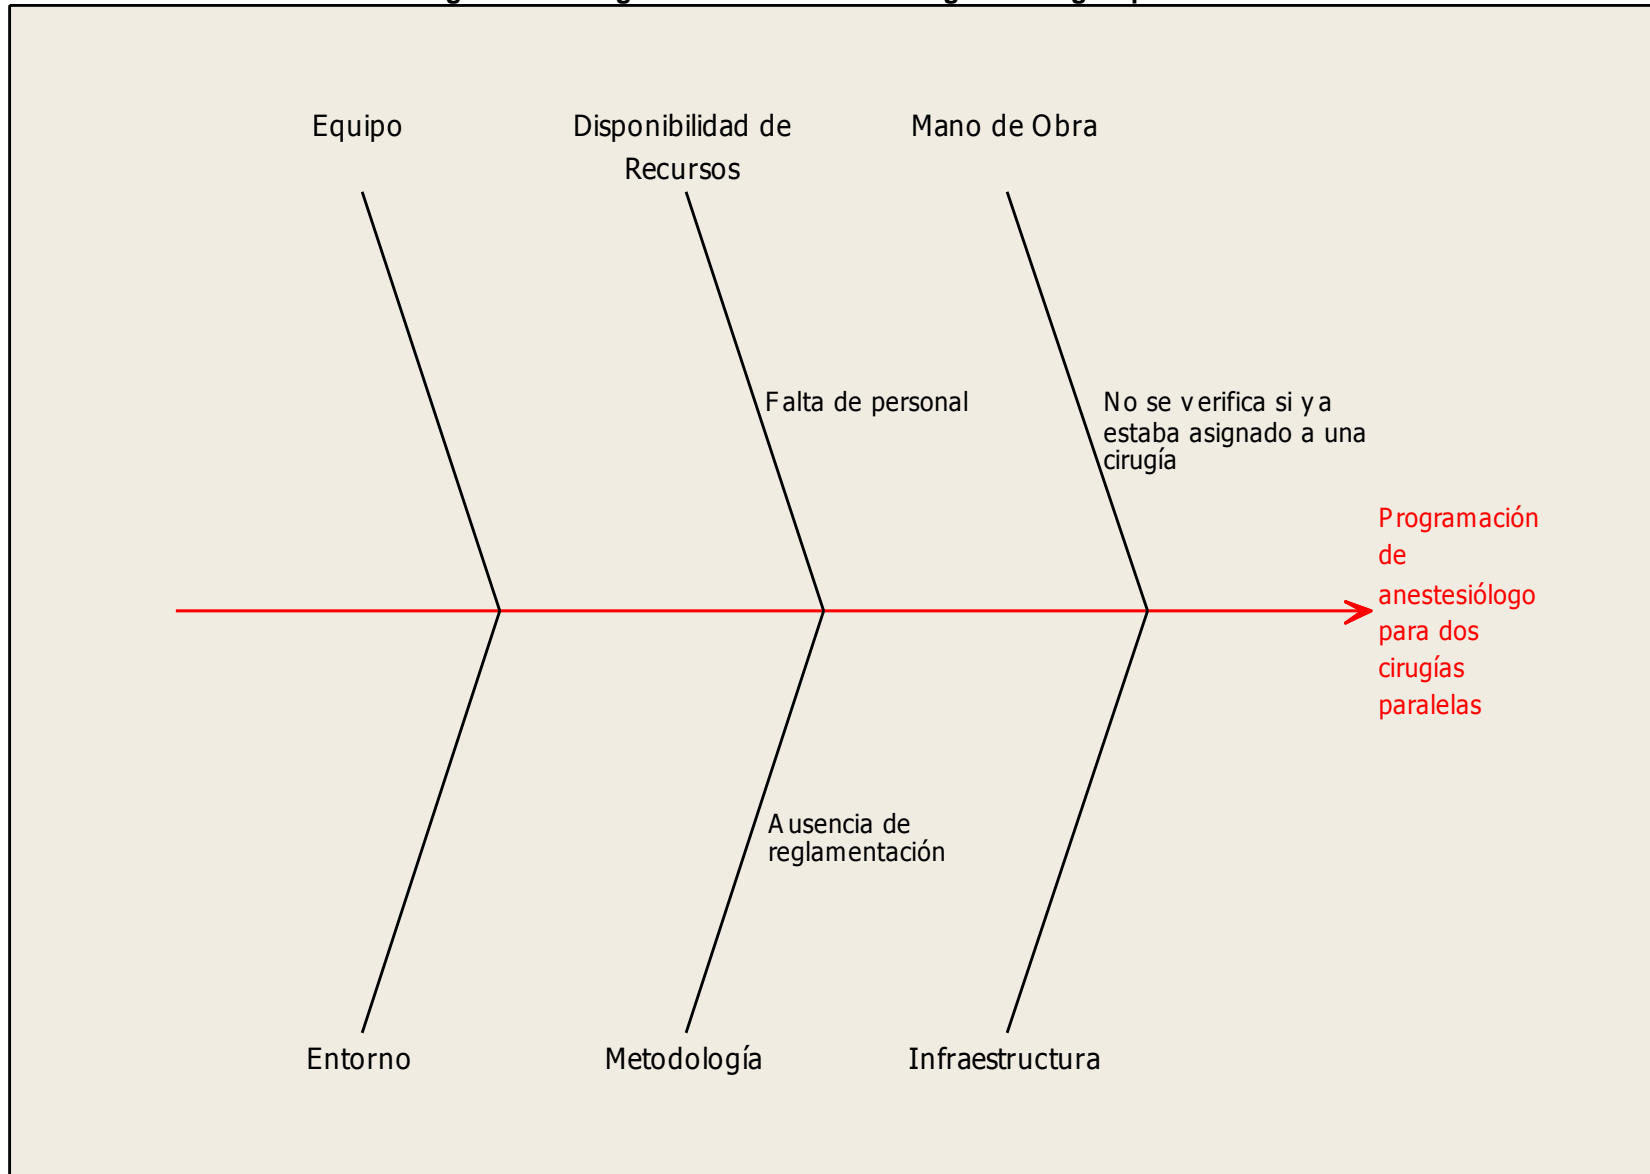 Equipo
Disponibilidad de
Recursos
Mano de Obra
Falta de personal
No se verifica si ya
estaba asignado a una
cirugía
Programación
de
anestesiólogo
para dos
cirugías
paralelas
Ausencia de
reglamentación
Entorno
Metodología
Infraestructura